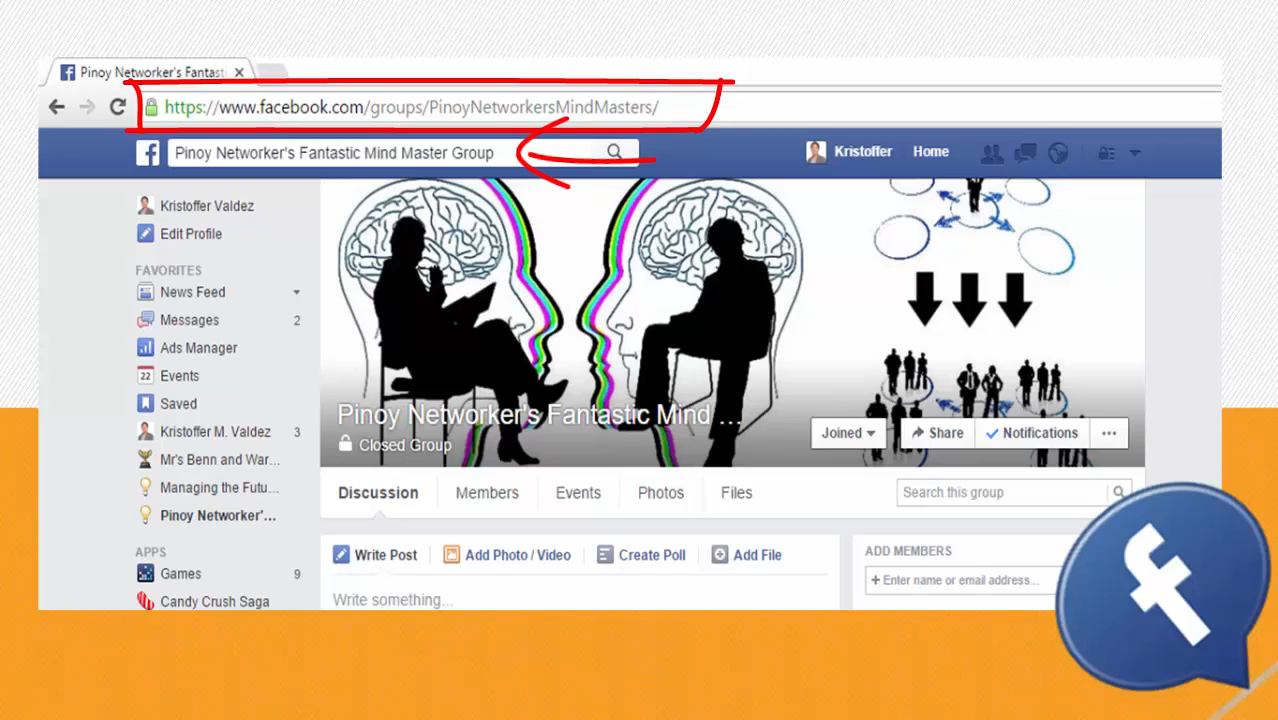 Pinoy Networker's Fantast
https://www.facebook.com/groups/PinoyNetworkersMindMasters/
Pinoy Networker's Fantastic Mind Master Group
Kristoffer Home
Kristoffer Valdez
Edit Profile
FAVORITES
News Feed
Messages 2
Ads Manager
22 Events
Saved
Kristoffer M. Valdez 3
Mr's Benn and War...
Managing the Futu...
Pinoy Networker'...
APPS
Games 9
Candy Crush Saga
Pinoy Networker's Fantastic Mind ...
Closed Group
Joined Share Notifications ...
Discussion Members Events Photos Files
Search this group
Write Post Add Photo / Video Create Poll Add File
Write something...
ADD MEMBERS
+ Enter name or email address...